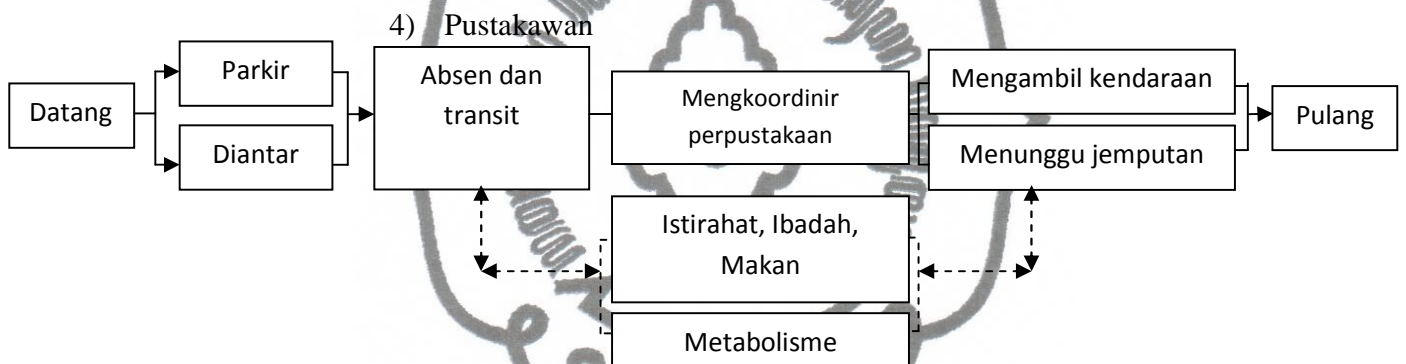 4) Pustakawan
Datang
Parkir
Diantar
Absen dan
transit
Mengkoordinir
perpustakaan
Mengambil kendaraan
Menunggu jemputan
Pulang
Istirahat, Ibadah,
Makan
Metabolisme